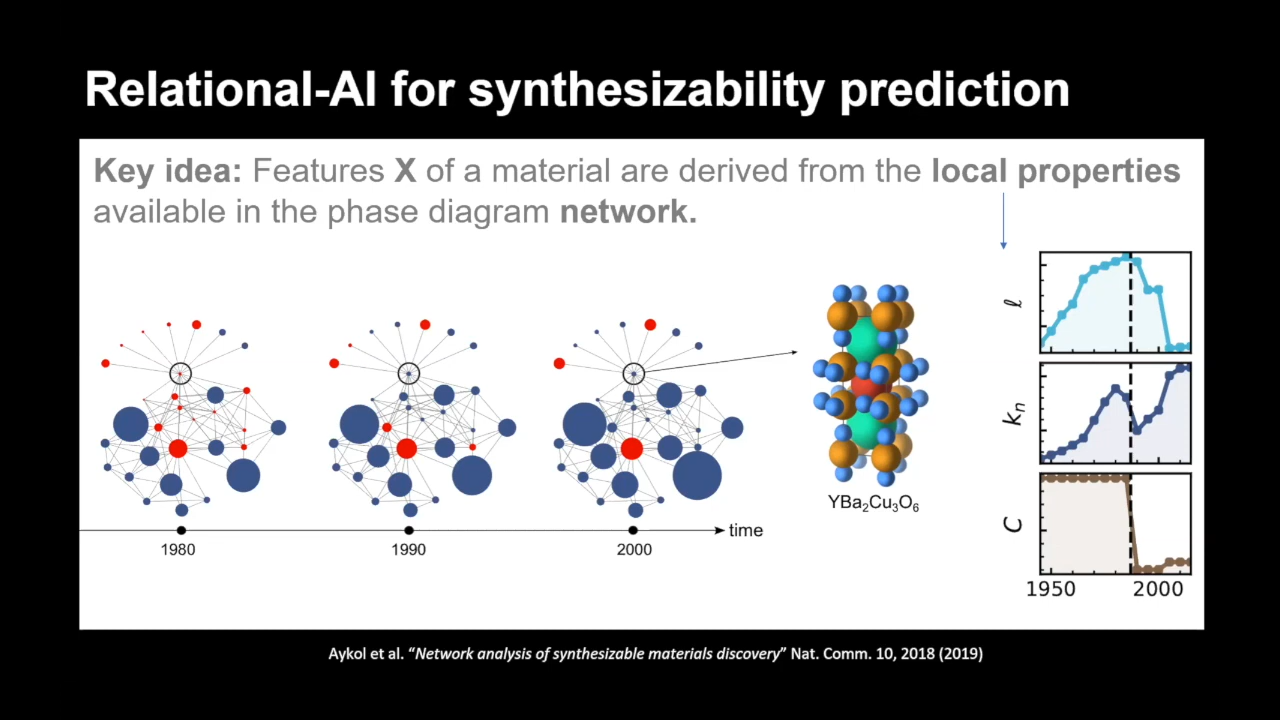 Relational-AI for synthesizability prediction
Key idea: Features X of a material are derived from the local properties
available in the phase diagram network.
ℓ
kn
C
1950 2000
YBa2Cu3O6
time
1980 1990 2000
Aykol et al. “Network analysis of synthesizable materials discovery” Nat. Comm. 10, 2018 (2019)